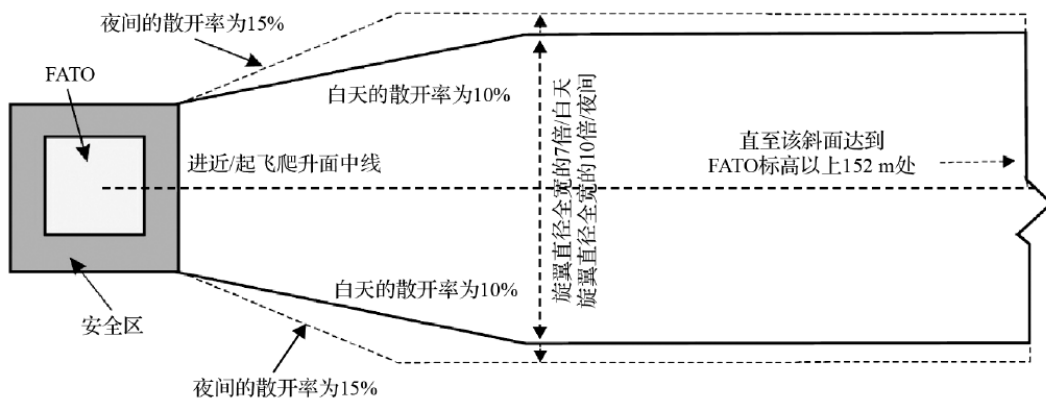 夜间的散开率为15%
FATO
白天的散开率为10%
进近/起飞爬升面中线
旋翼直径全宽的7倍/白天
旋翼直径全宽的10倍/夜间
直至该斜面达到
FATO标高以上152 m处
白天的散开率为10%
安全区
夜间的散开率为15%